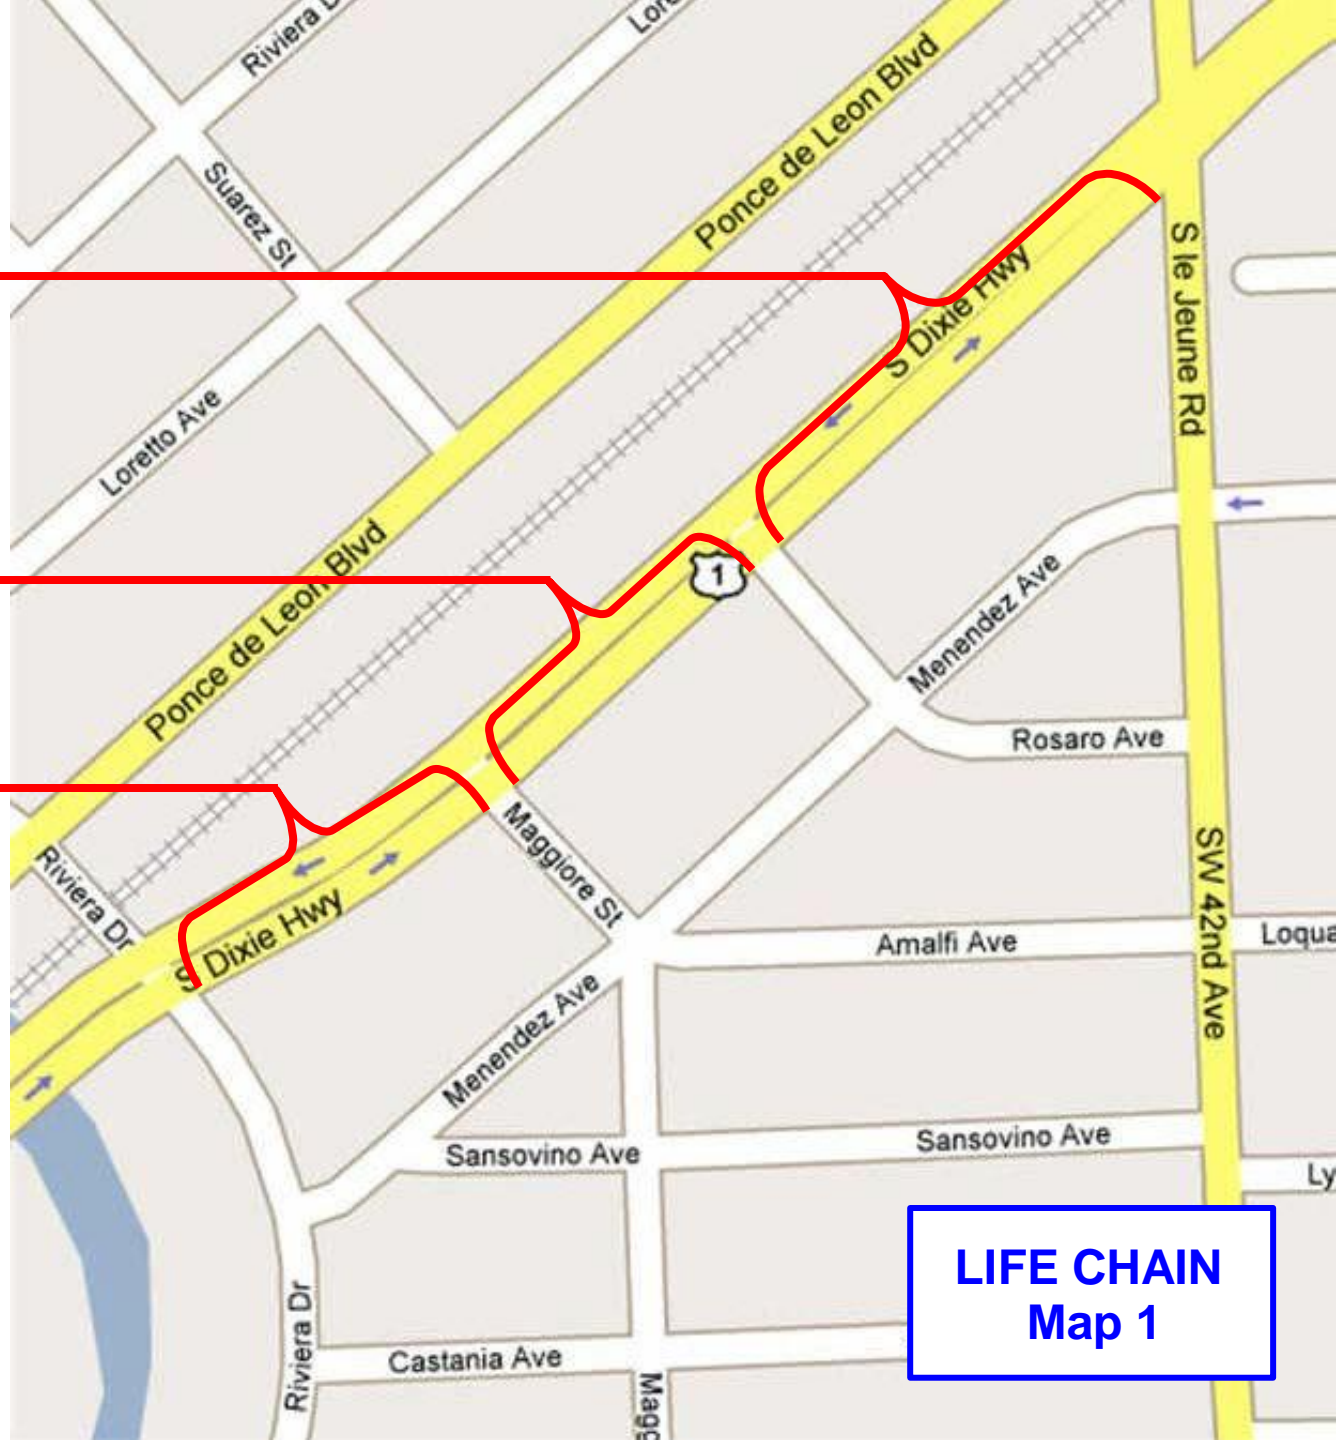 Riviera D
Lore
Ponce de Leon Blvd
Suarez St
S Dixie Hwy
S le Jeune Rd
Loretto Ave
Ponce de Leon Blvd
1
Menendez Ave
Rosaro Ave
Riviera Dr
S Dixie Hwy
Maggiore St
SW 42nd Ave
Amalfi Ave
Loqua
Menendez Ave
Sansovino Ave
Sansovino Ave
Ly
LIFE CHAIN
Map 1
Riviera Dr
Castania Ave
Magg